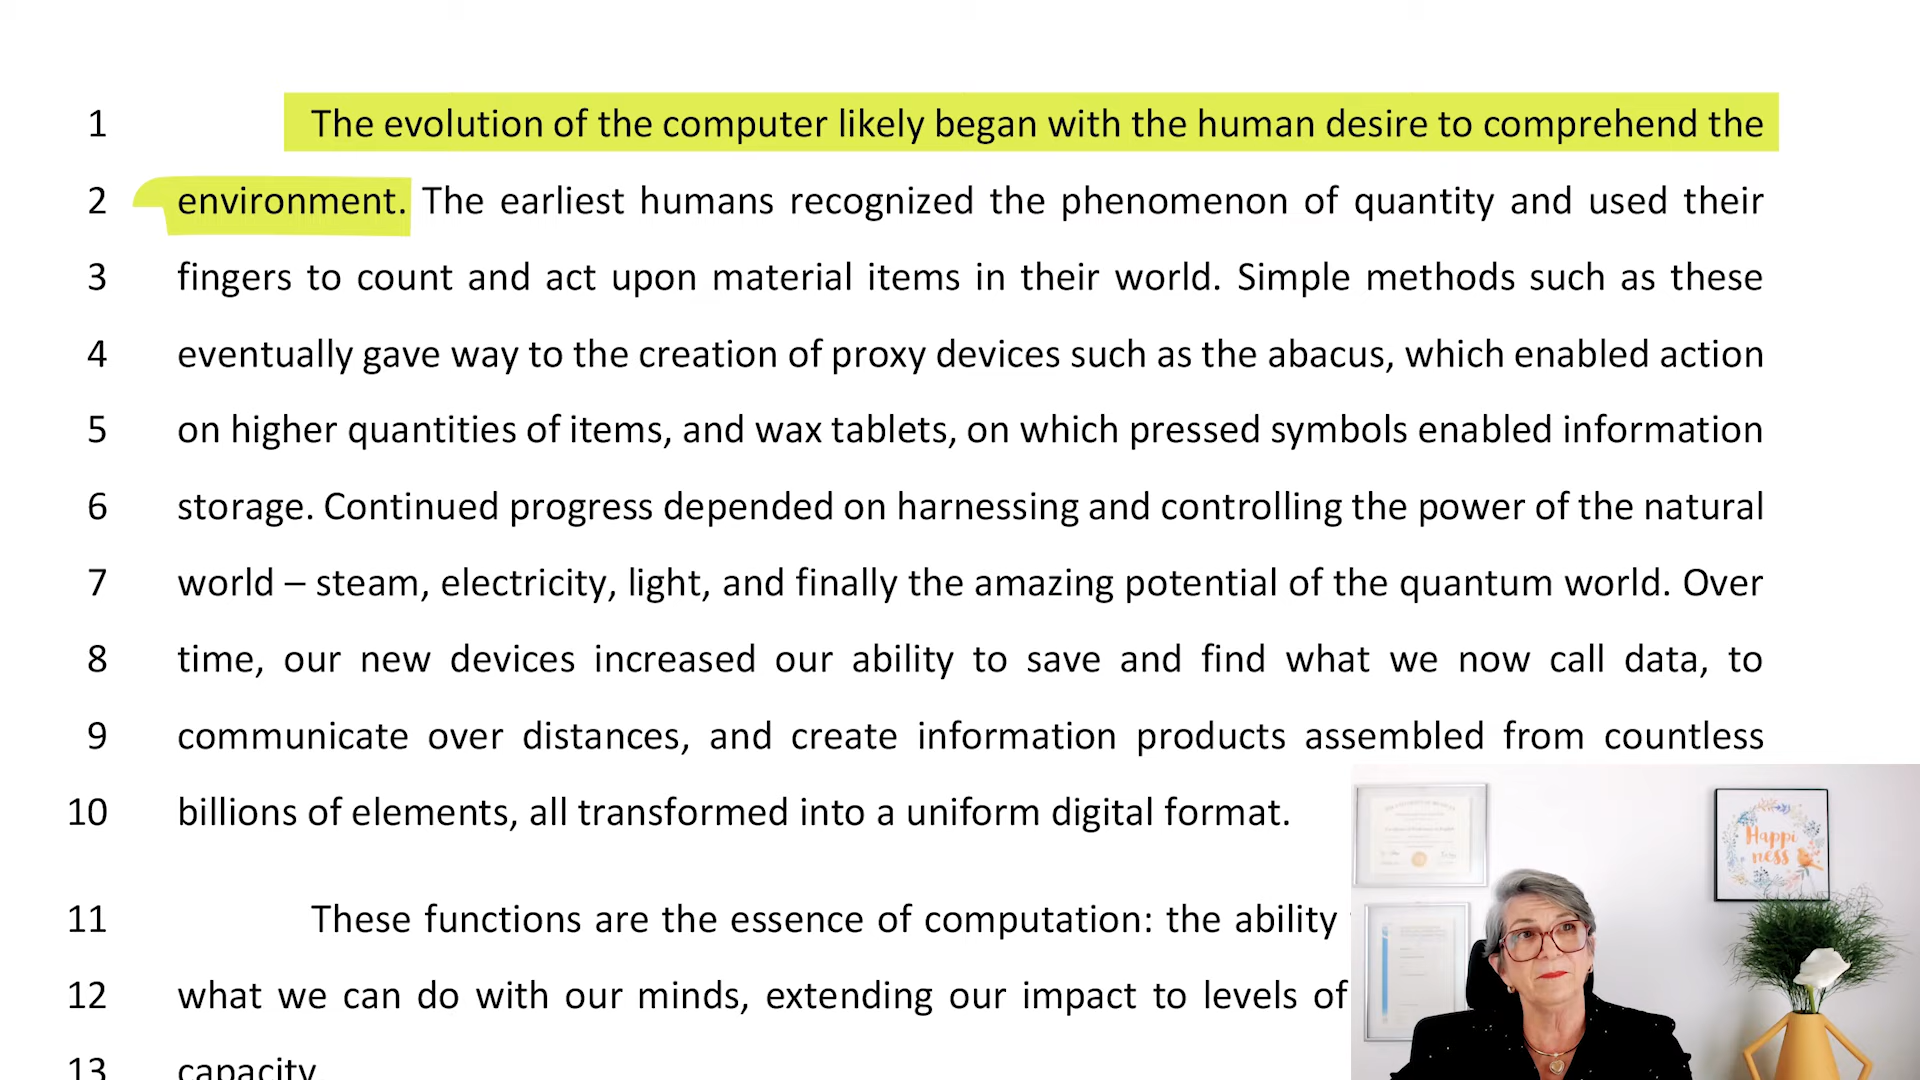 1 The evolution of the computer likely began with the human desire to comprehend the
2 environment. The earliest humans recognized the phenomenon of quantity and used their
3 fingers to count and act upon material items in their world. Simple methods such as these
4 eventually gave way to the creation of proxy devices such as the abacus, which enabled action
5 on higher quantities of items, and wax tablets, on which pressed symbols enabled information
6 storage. Continued progress depended on harnessing and controlling the power of the natural
7 world – steam, electricity, light, and finally the amazing potential of the quantum world. Over
8 time, our new devices increased our ability to save and find what we now call data, to
9 communicate over distances, and create information products assembled from countless
10 billions of elements, all transformed into a uniform digital format.
11 These functions are the essence of computation: the ability
12 what we can do with our minds, extending our impact to levels of
13 capacity.
Happi
ness